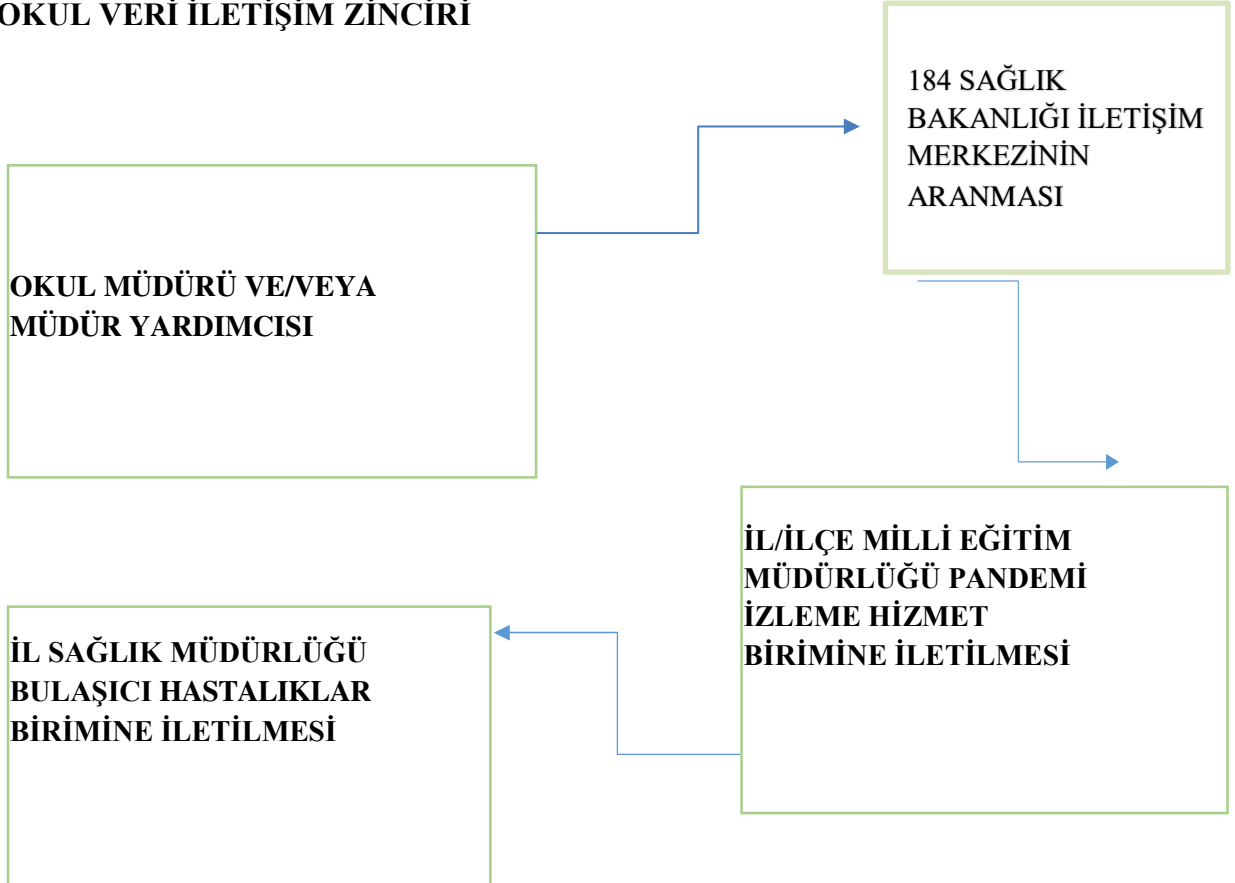 OKUL VERİ İLETİŞİM ZİNCİRİ
184 SAĞLIK
BAKANLIĞI İLETİŞİM
MERKEZİNİN
ARANMASI
OKUL MÜDÜRÜ VE/VEYA
MÜDÜR YARDIMCISI
İL/İLÇE MİLLİ EĞİTİM
MÜDÜRLÜĞÜ PANDEMİ
İZLEME HİZMET
BİRİMİNE İLETİLMESİ
İL SAĞLIK MÜDÜRLÜĞÜ
BULAŞICI HASTALIKLAR
BİRİMİNE İLETİLMESİ